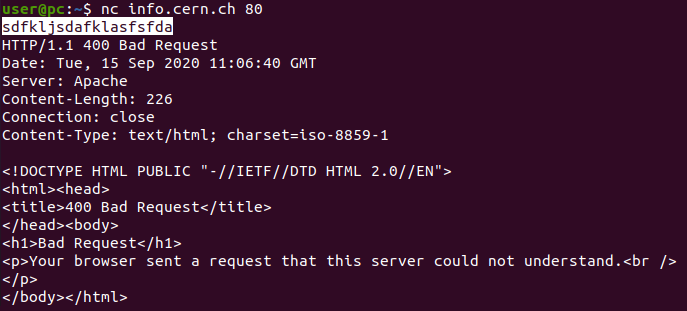 user@pc:~$ nc info.cern.ch 80
sdfkljsdafklasfsfda
HTTP/1.1 400 Bad Request
Date: Tue, 15 Sep 2020 11:06:40 GMT
Server: Apache
Content-Length: 226
Connection: close
Content-Type: text/html; charset=iso-8859-1

<!DOCTYPE HTML PUBLIC "-//IETF//DTD HTML 2.0//EN">
<html><head>
<title>400 Bad Request</title>
</head><body>
<h1>Bad Request</h1>
<p>Your browser sent a request that this server could not understand.<br />
</p>
</body></html>